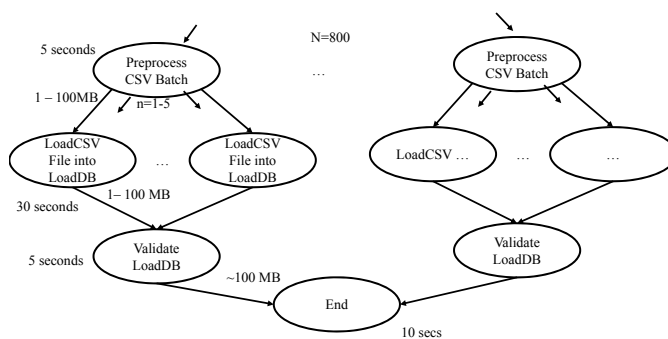 5 seconds
N=800
Preprocess
CSV Batch
…
Preprocess
CSV Batch
1 – 100MB
n=1-5
LoadCSV
File into
LoadDB
…
LoadCSV
File into
LoadDB
LoadCSV …
…
…
1– 100 MB
30 seconds
Validate
LoadDB
Validate
LoadDB
5 seconds
~100 MB
End
10 secs